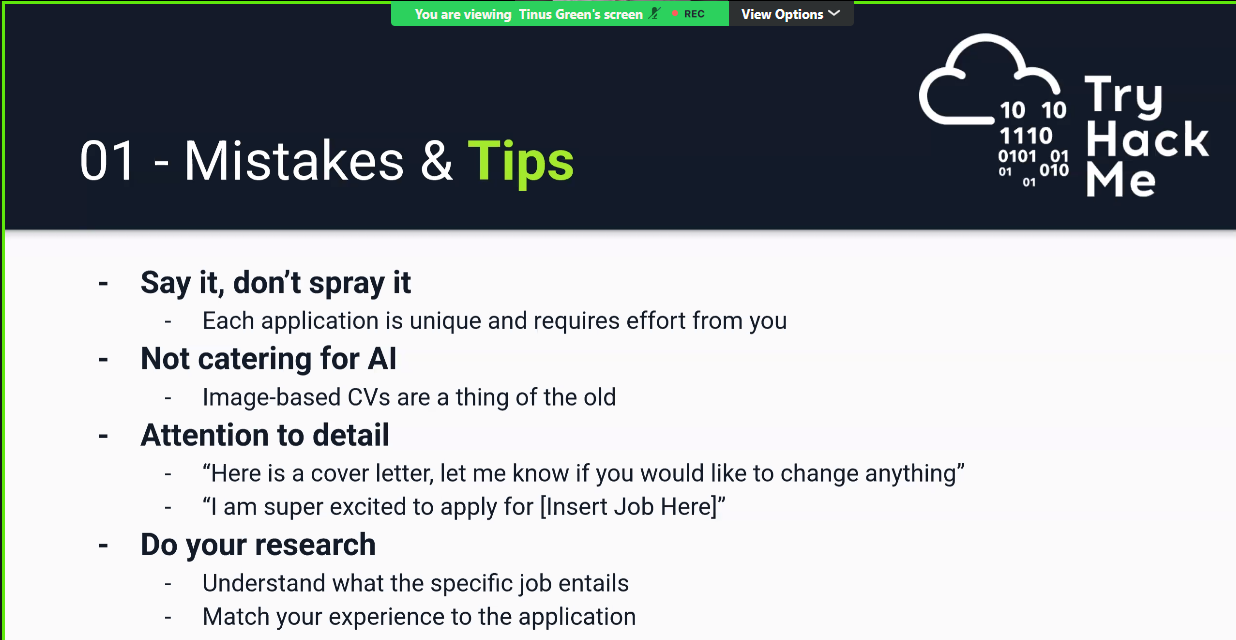 You are viewing Tinus Green's screen REC View Options
10 10
1110
0101 01
01 010
01
Try
Hack
Me
01 - Mistakes & Tips
- Say it, don’t spray it
- Each application is unique and requires effort from you
- Not catering for AI
- Image-based CVs are a thing of the old
- Attention to detail
- “Here is a cover letter, let me know if you would like to change anything”
- “I am super excited to apply for [Insert Job Here]”
- Do your research
- Understand what the specific job entails
- Match your experience to the application